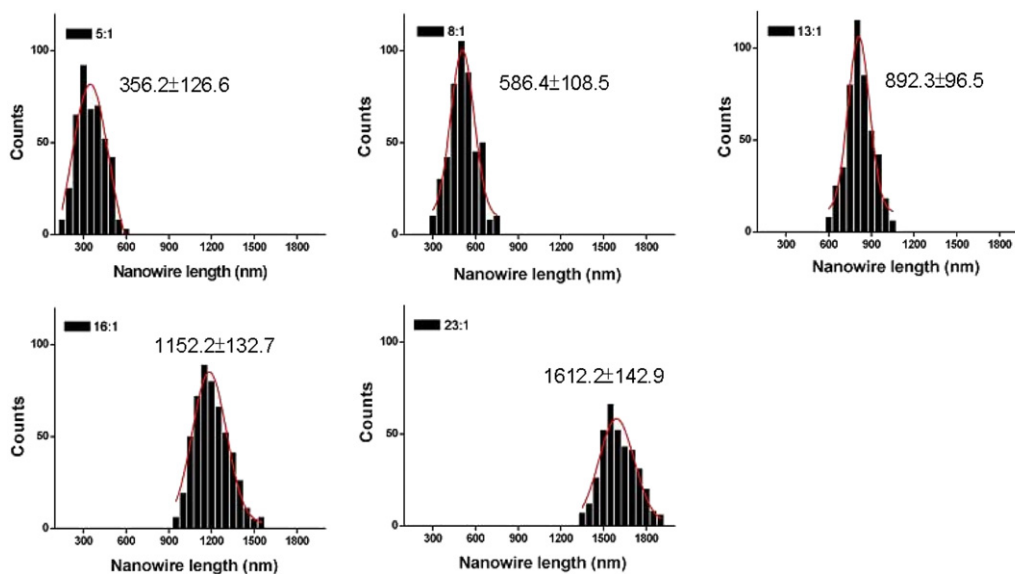 5:1
356.2±126.6
100
50
0
Counts
300 600 900 1200 1500 1800
Nanowire length (nm)
8:1
586.4±108.5
100
50
0
Counts
300 600 900 1200 1500 1800
Nanowire length (nm)
13:1
892.3±96.5
100
50
0
Counts
300 600 900 1200 1500 1800
Nanowire length (nm)
16:1
1152.2±132.7
100
50
0
Counts
300 600 900 1200 1500 1800
Nanowire length (nm)
23:1
1612.2±142.9
100
50
0
Counts
300 600 900 1200 1500 1800
Nanowire length (nm)